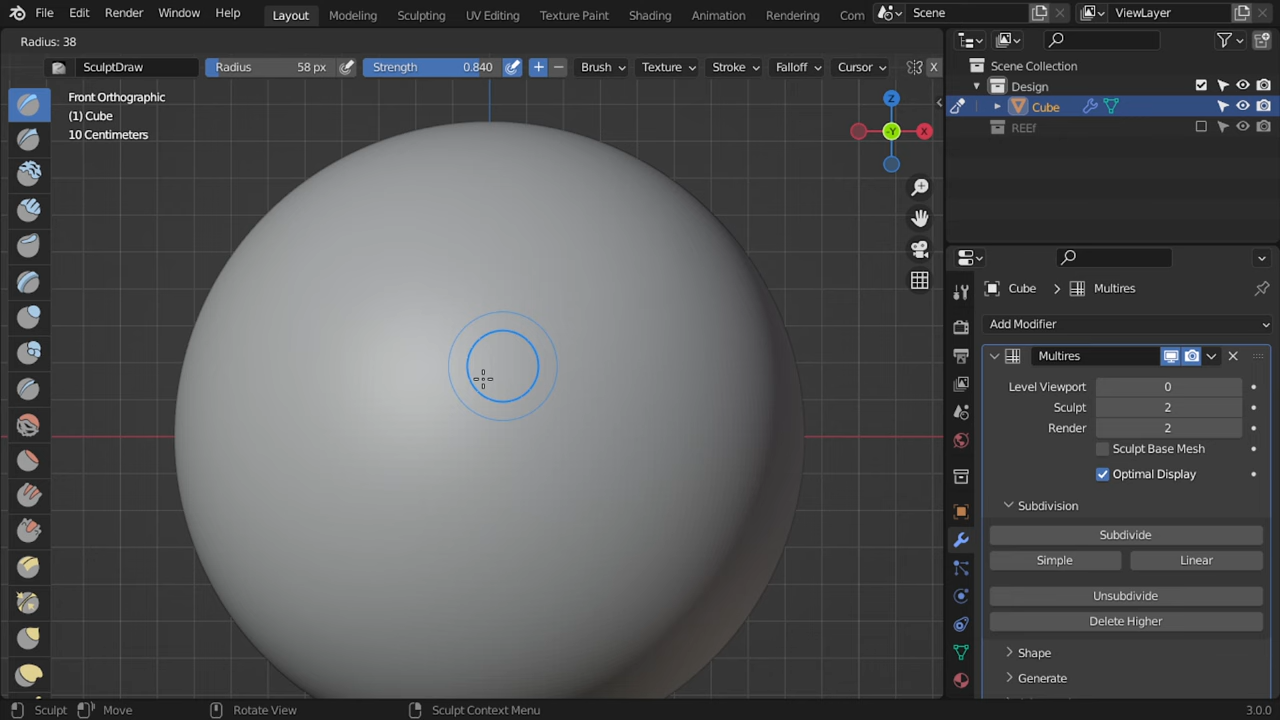 File Edit Render Window Help Layout Modeling Sculpting UV Editing Texture Paint Shading Animation Rendering Com Scene ViewLayer
Radius: 38
SculptDraw Radius 58 px Strength 0.840 Brush Texture Stroke Falloff Cursor X
Front Orthographic
(1) Cube
10 Centimeters
Z
X
-Y
Scene Collection
Design
Cube
REEf
Cube > Multires
Add Modifier
Multires
Level Viewport 0
Sculpt 2
Render 2
Sculpt Base Mesh
Optimal Display
Subdivision
Subdivide
Simple Linear
Unsubdivide
Delete Higher
Shape
Generate
Sculpt Move Rotate View Sculpt Context Menu 3.0.0